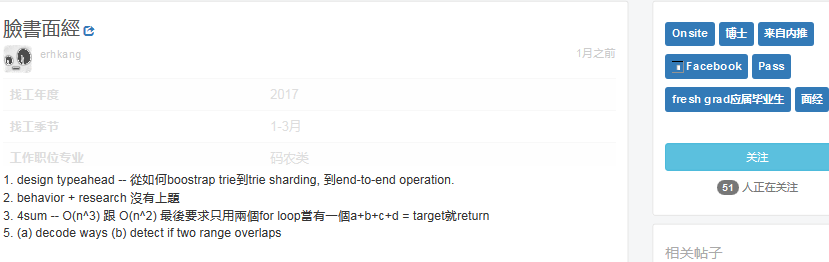 臉書面經
erhkang
1月之前
找工年度 2017
找工季节 1-3月
工作职位专业 码农类
1. design typeahead -- 從如何boostrap trie到trie sharding, 到end-to-end operation.
2. behavior + research 沒有上題
3. 4sum -- O(n^3) 跟 O(n^2) 最後要求只用兩個for loop當有一個a+b+c+d = target就return
5. (a) decode ways (b) detect if two range overlaps
Onsite 博士 来自内推
Facebook Pass
fresh grad应届毕业生 面经
关注
51 人正在关注
相关帖子